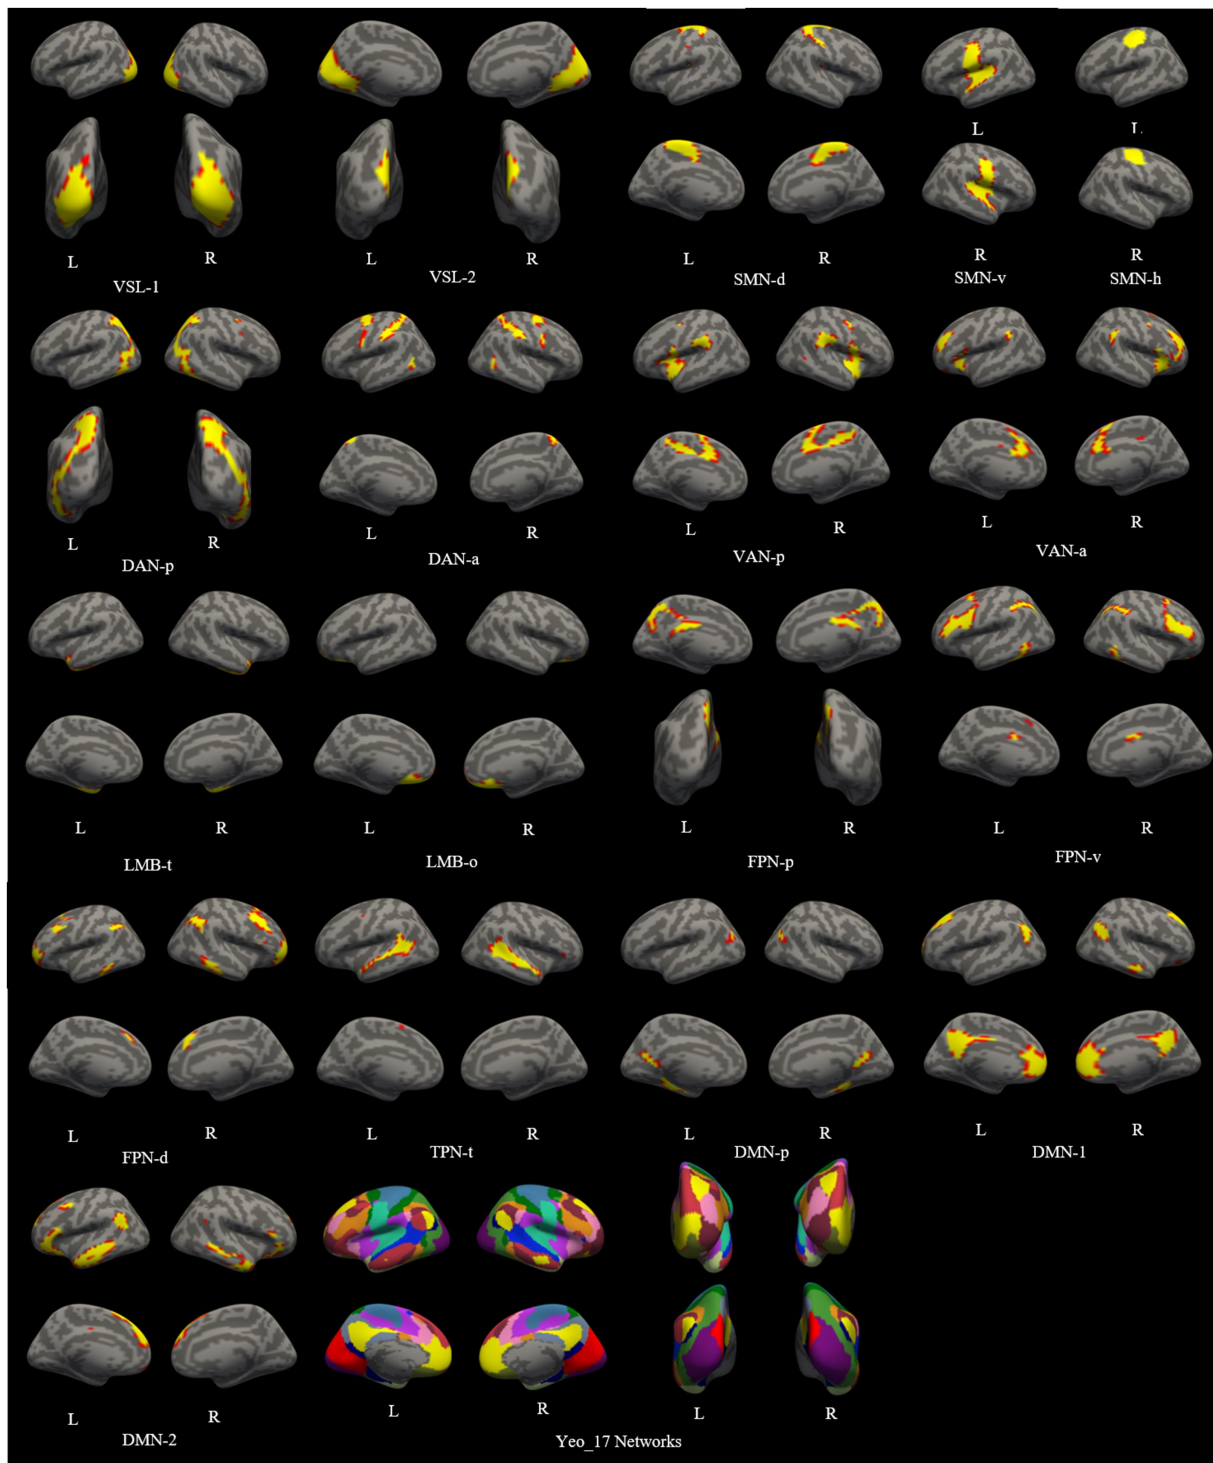 L
L
L R L R L R R R
VSL-1 VSL-2 SMN-d SMN-v SMN-h
L R L R L R L R
DAN-p DAN-a VAN-p VAN-a
L R L R L R L R
LMB-t LMB-o FPN-p FPN-v
L R L R L R L R
FPN-d TPN-t DMN-p DMN-1
L R L R L R
DMN-2 Yeo_17 Networks